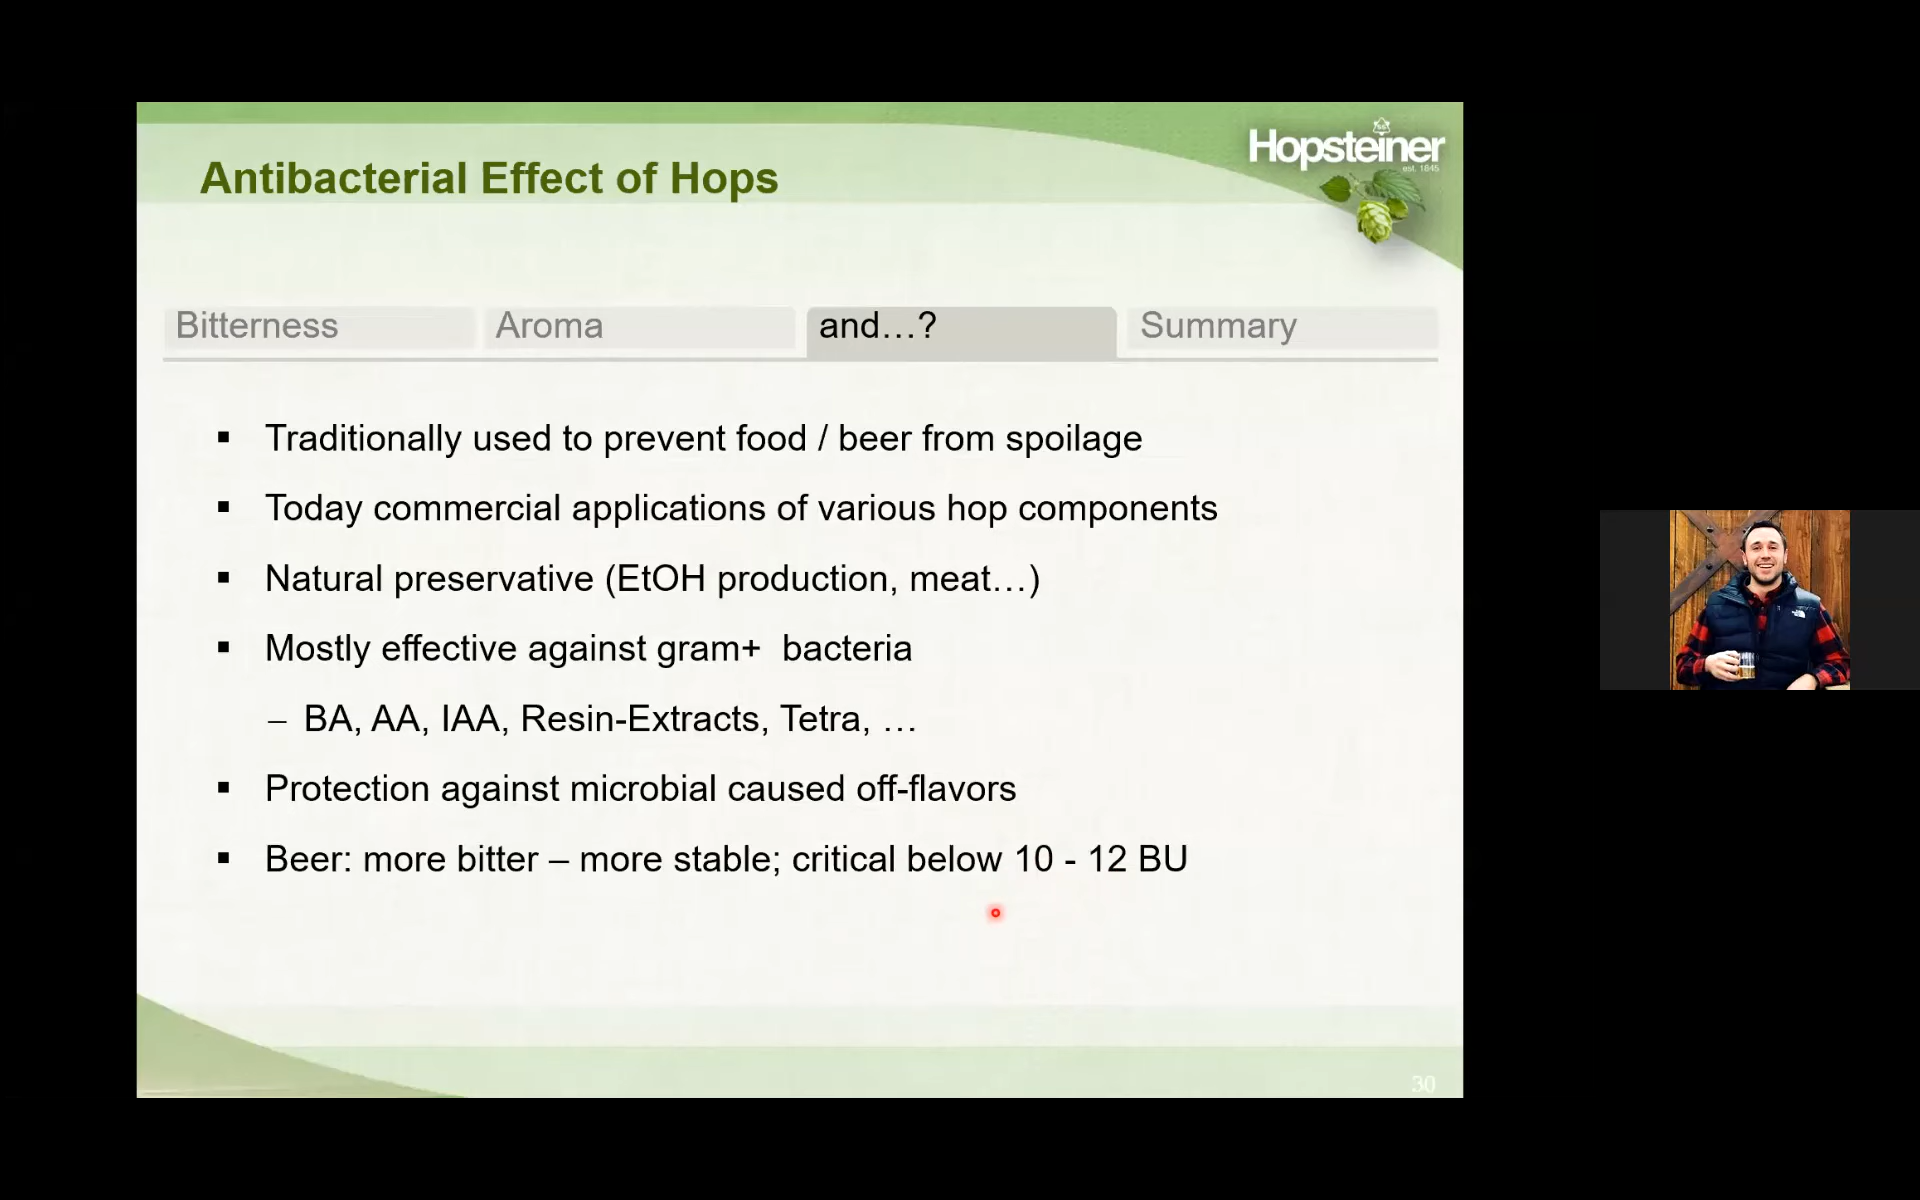 Hopsteiner
est. 1845
Antibacterial Effect of Hops
Bitterness
Aroma
and…?
Summary
▪ Traditionally used to prevent food / beer from spoilage
▪ Today commercial applications of various hop components
▪ Natural preservative (EtOH production, meat…)
▪ Mostly effective against gram+  bacteria
– BA, AA, IAA, Resin-Extracts, Tetra, …
▪ Protection against microbial caused off-flavors
▪ Beer: more bitter – more stable; critical below 10 - 12 BU
30